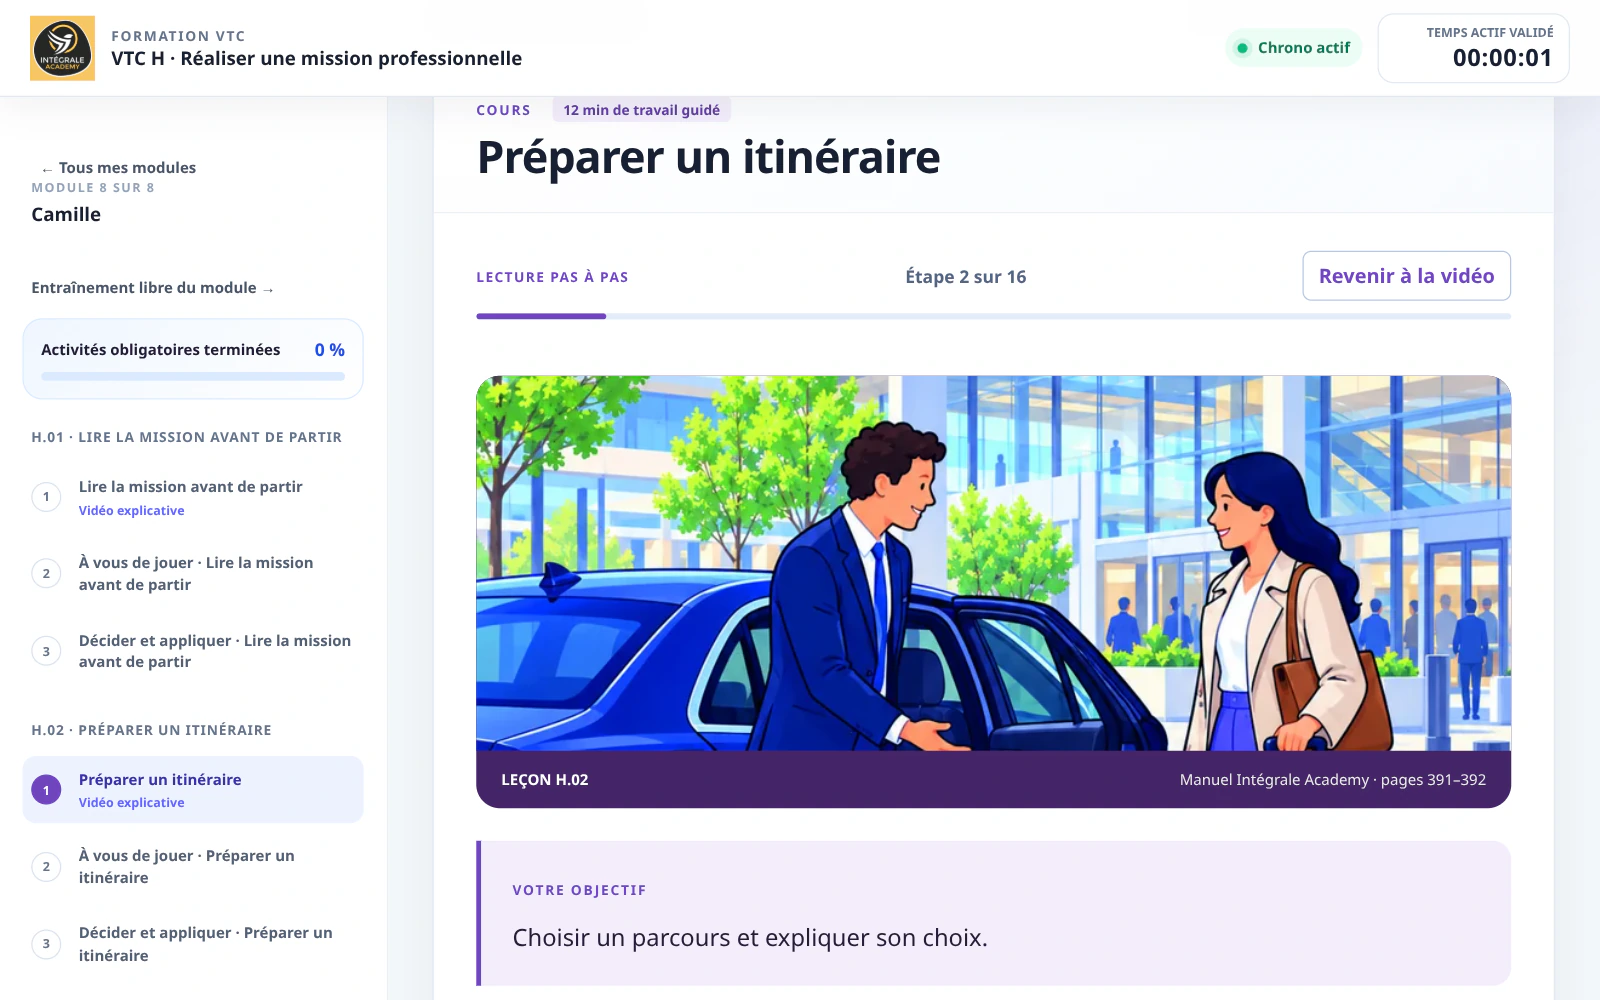 INTÉGRALE
ACADEMY
FORMATION VTC
VTC H · Réaliser une mission professionnelle
Chrono actif
TEMPS ACTIF VALIDÉ
00:00:01
← Tous mes modules
MODULE 8 SUR 8
Camille
Entraînement libre du module →
Activités obligatoires terminées 0 %
H.01 · LIRE LA MISSION AVANT DE PARTIR
1 Lire la mission avant de partir
Vidéo explicative
2 À vous de jouer · Lire la mission
avant de partir
3 Décider et appliquer · Lire la mission
avant de partir
H.02 · PRÉPARER UN ITINÉRAIRE
1 Préparer un itinéraire
Vidéo explicative
2 À vous de jouer · Préparer un
itinéraire
3 Décider et appliquer · Préparer un
itinéraire
COURS 12 min de travail guidé
Préparer un itinéraire
LECTURE PAS À PAS Étape 2 sur 16 Revenir à la vidéo
LEÇON H.02 Manuel Intégrale Academy · pages 391–392
VOTRE OBJECTIF
Choisir un parcours et expliquer son choix.